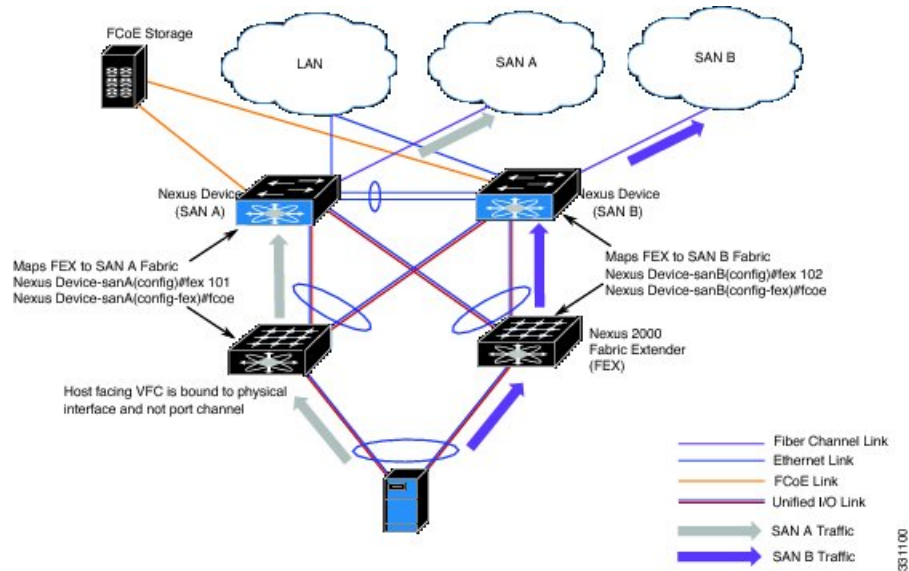 FCoE Storage
LAN
SAN A
SAN B
Nexus Device
(SAN A)
Nexus Device
(SAN B)
Maps FEX to SAN A Fabric
Nexus Device-sanA(config)#fex 101
Nexus Device-sanA(config-fex)#fcoe
Maps FEX to SAN B Fabric
Nexus Device-sanB(config)#fex 102
Nexus Device-sanB(config-fex)#fcoe
Nexus 2000
Fabric Extender
(FEX)
Host facing VFC is bound to physical
interface and not port channel
Fiber Channel Link
Ethernet Link
FCoE Link
Unified I/O Link
SAN A Traffic
SAN B Traffic
331100